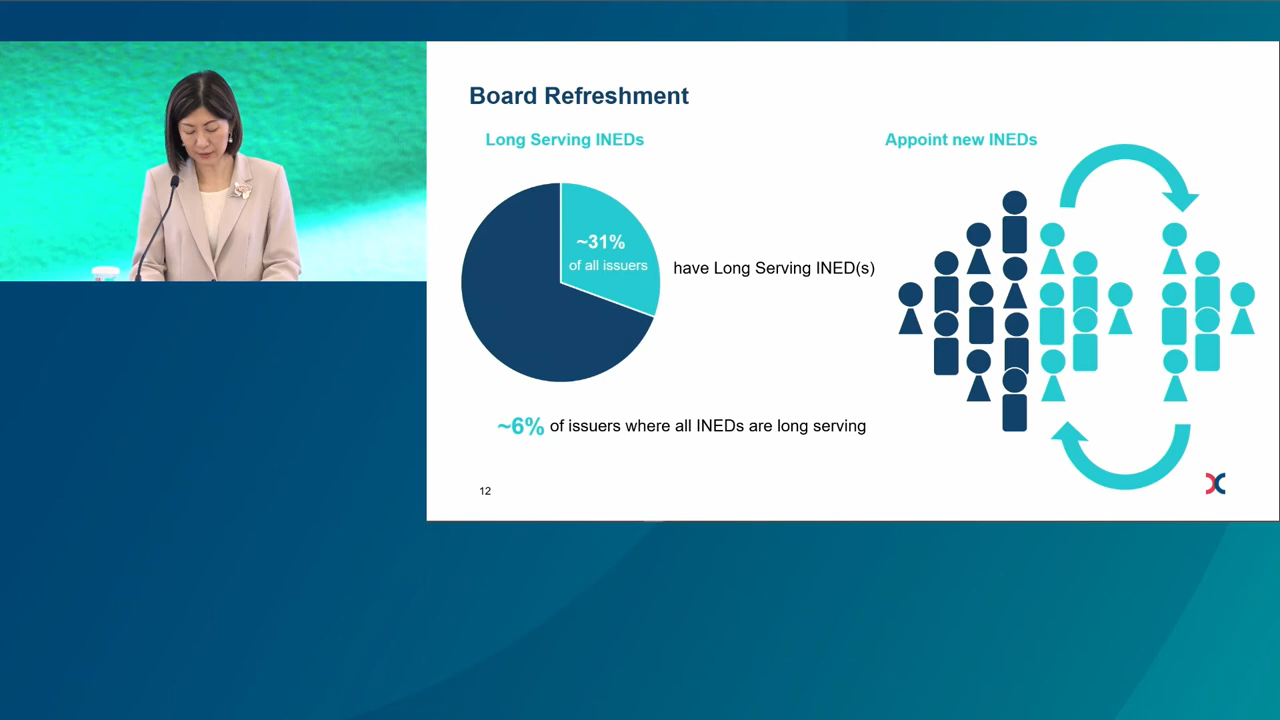 Board Refreshment
Long Serving INEDs
Appoint new INEDs
~31%
of all issuers
have Long Serving INED(s)
~6% of issuers where all INEDs are long serving
12